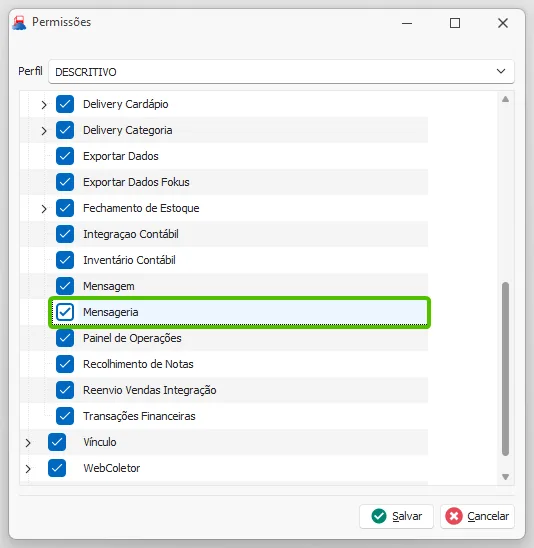 Permissões
Perfil DESCRITIVO
Delivery Cardápio
Delivery Categoria
Exportar Dados
Exportar Dados Fokus
Fechamento de Estoque
Integraçao Contábil
Inventário Contábil
Mensagem
Mensageria
Painel de Operações
Recolhimento de Notas
Reenvio Vendas Integração
Transações Financeiras
Vínculo
WebColetor
Salvar Cancelar